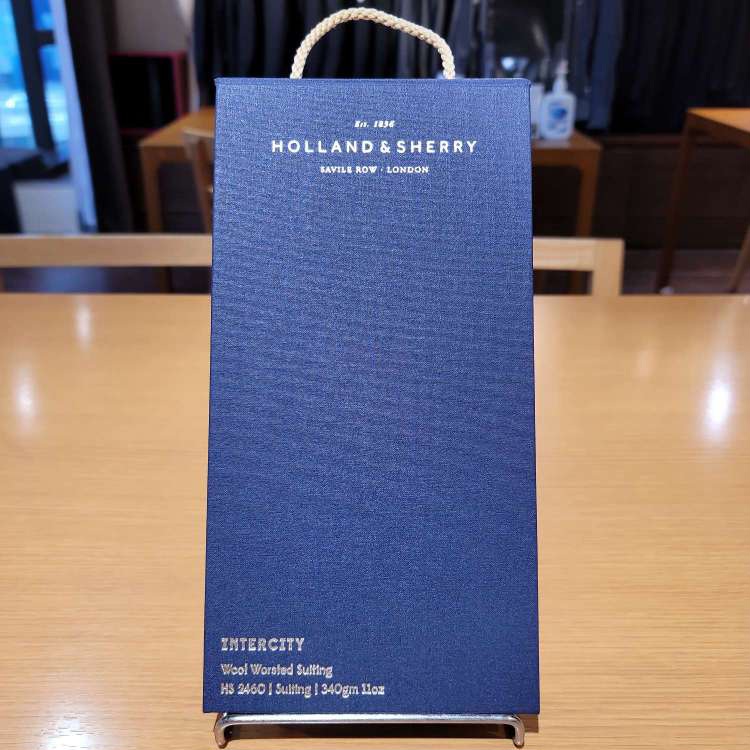 Est. 1836
HOLLAND & SHERRY
SAVILE ROW · LONDON
INTERCITY
Wool Worsted Suiting
HS 2460 | Suiting | 340gm 11oz